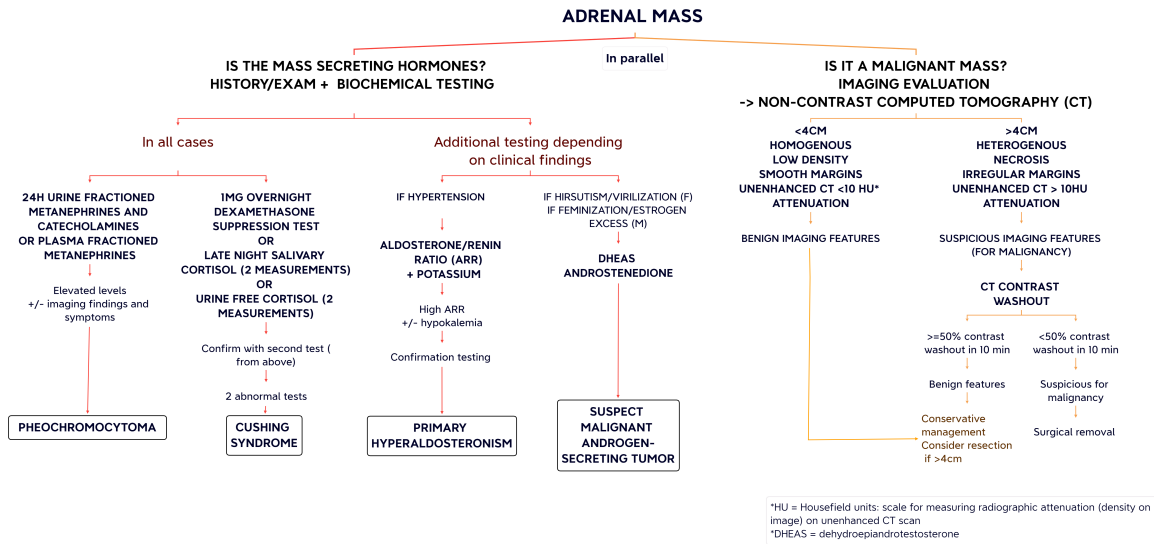 ADRENAL MASS
In parallel
IS THE MASS SECRETING HORMONES?
HISTORY/EXAM + BIOCHEMICAL TESTING
In all cases
24H URINE FRACTIONED
METANEPHRINES AND
CATECHOLAMINES
OR PLASMA FRACTIONED
METANEPHRINES
Elevated levels
+/- imaging findings and
symptoms
PHEOCHROMOCYTOMA
1MG OVERNIGHT
DEXAMETHASONE
SUPPRESSION TEST
OR
LATE NIGHT SALIVARY
CORTISOL (2 MEASUREMENTS)
OR
URINE FREE CORTISOL (2
MEASUREMENTS)
Confirm with second test (
from above)
2 abnormal tests
CUSHING
SYNDROME
Additional testing depending
on clinical findings
IF HYPERTENSION
ALDOSTERONE/RENIN
RATIO (ARR)
+ POTASSIUM
High ARR
+/- hypokalemia
Confirmation testing
PRIMARY
HYPERALDOSTERONISM
IF HIRSUTISM/VIRILIZATION (F)
IF FEMINIZATION/ESTROGEN
EXCESS (M)
DHEAS
ANDROSTENEDIONE
SUSPECT
MALIGNANT
ANDROGEN-
SECRETING TUMOR
IS IT A MALIGNANT MASS?
IMAGING EVALUATION
-> NON-CONTRAST COMPUTED TOMOGRAPHY (CT)
<4CM
HOMOGENOUS
LOW DENSITY
SMOOTH MARGINS
UNENHANCED CT <10 HU*
ATTENUATION
BENIGN IMAGING FEATURES
>4CM
HETEROGENOUS
NECROSIS
IRREGULAR MARGINS
UNENHANCED CT > 10HU
ATTENUATION
SUSPICIOUS IMAGING FEATURES
(FOR MALIGNANCY)
CT CONTRAST
WASHOUT
>=50% contrast
washout in 10 min
Benign features
Conservative
management
Consider resection
if >4cm
<50% contrast
washout in 10 min
Suspicious for
malignancy
Surgical removal
*HU = Housefield units: scale for measuring radiographic attenuation (density on
image) on unenhanced CT scan
*DHEAS = dehydroepiandrotestosterone